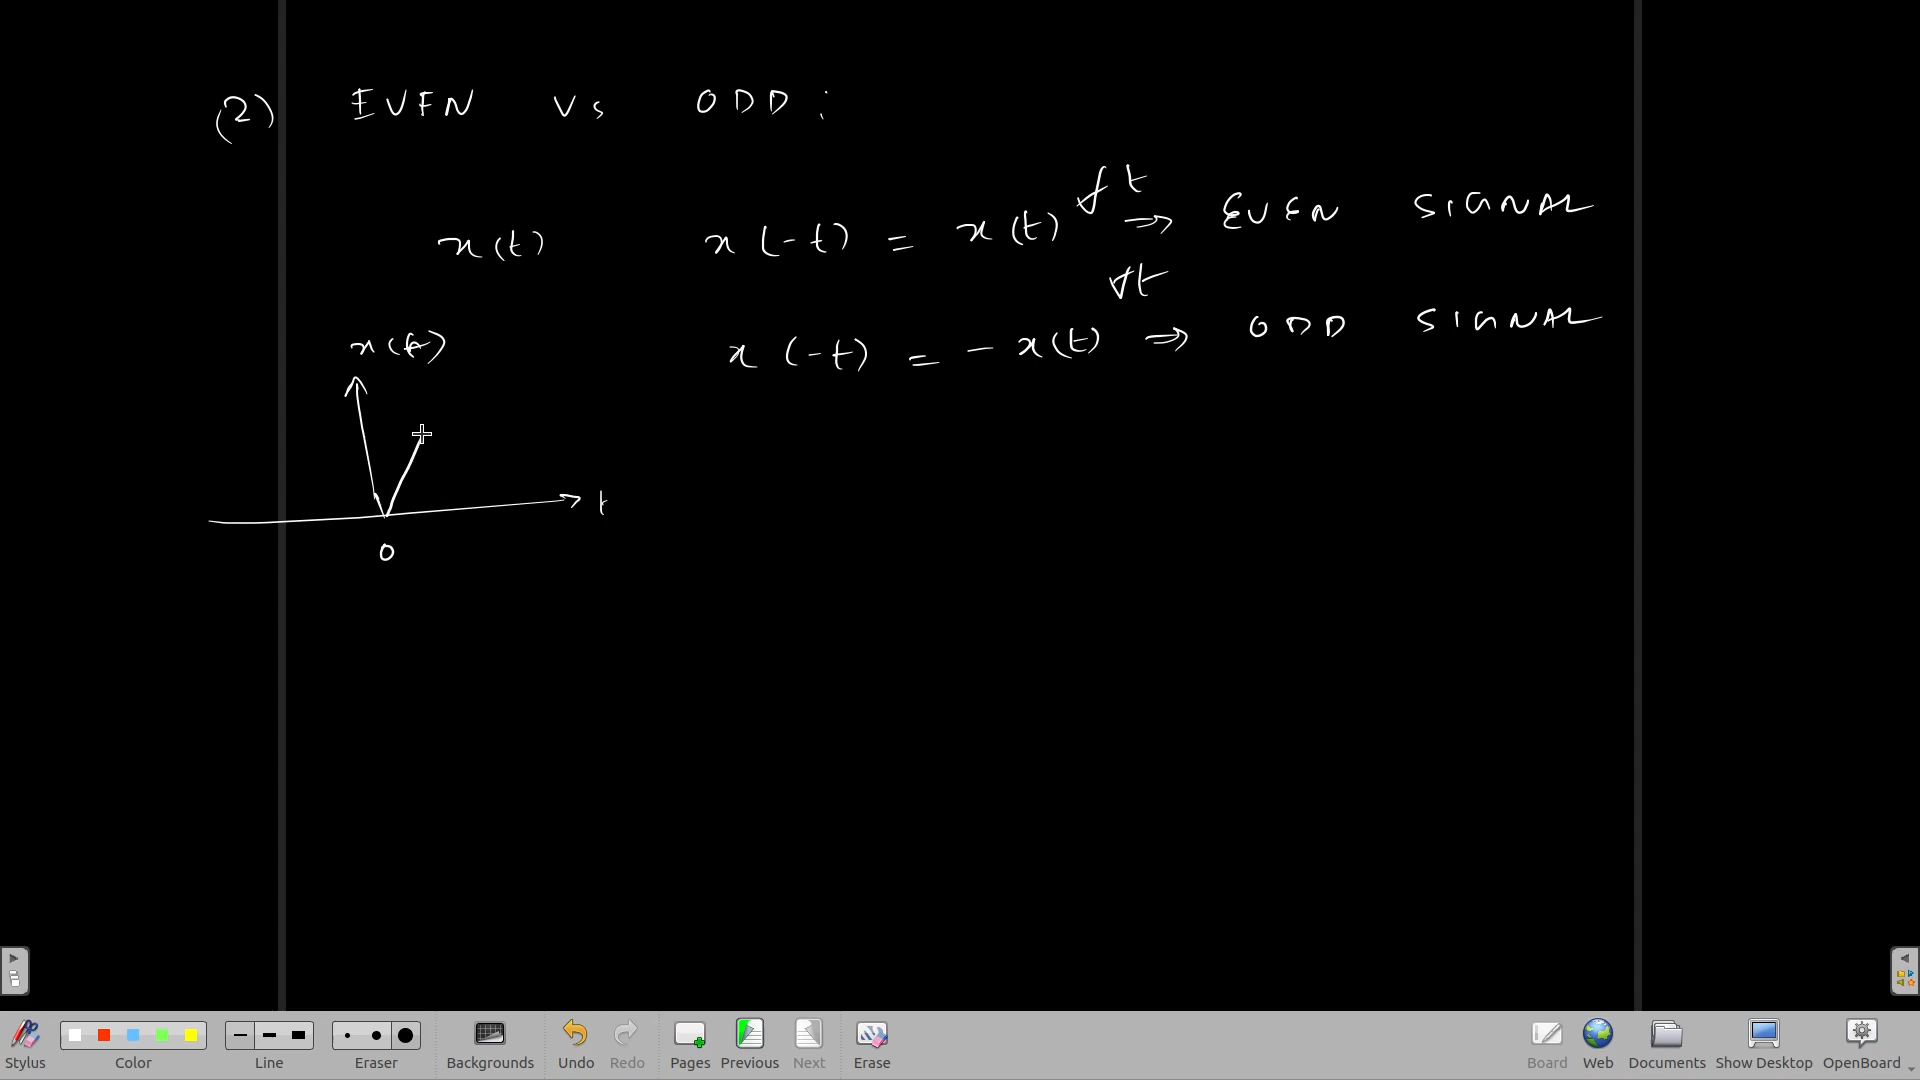 (2) EVEN Vs ODD :
x(t) x(-t) = x(t) ∀t ⇒ EVEN SIGNAL
x(-t) = - x(t) ∀t ⇒ ODD SIGNAL
x(t)
t
0
Stylus Color Line Eraser Backgrounds Undo Redo Pages Previous Next Erase Board Web Documents Show Desktop OpenBoard